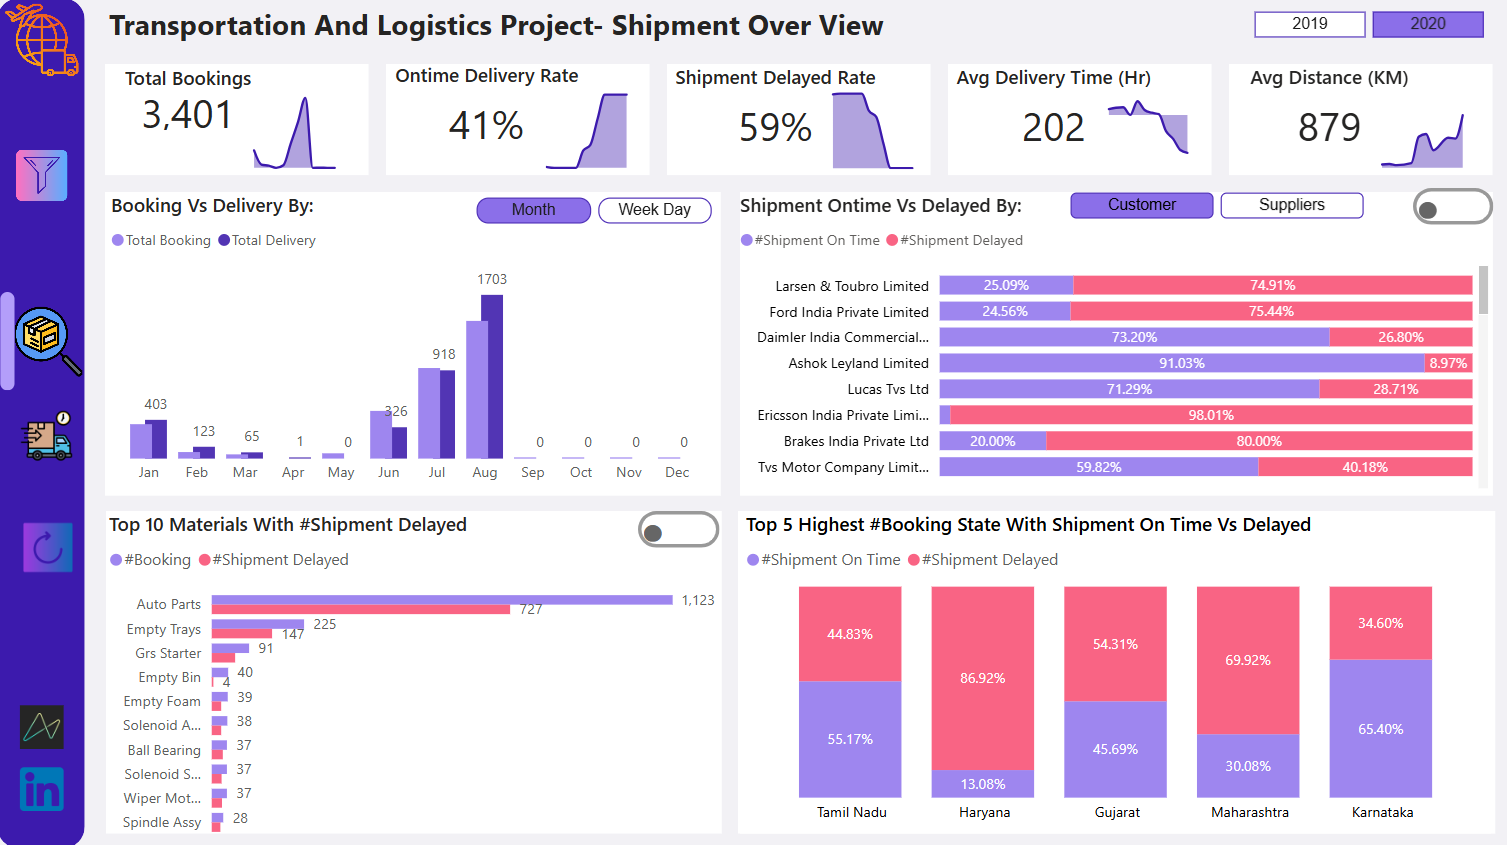 Transportation And Logistics Project- Shipment Over View
2019
2020
Total Bookings
3,401
Ontime Delivery Rate
41%
Shipment Delayed Rate
59%
Avg Delivery Time (Hr)
202
Avg Distance (KM)
879
Booking Vs Delivery By:
Month
Week Day
Total Booking
Total Delivery
403
123
65
1
0
326
918
1703
0
0
0
0
Jan
Feb
Mar
Apr
May
Jun
Jul
Aug
Sep
Oct
Nov
Dec
Shipment Ontime Vs Delayed By:
Customer
Suppliers
#Shipment On Time
#Shipment Delayed
Larsen & Toubro Limited 25.09% 74.91%
Ford India Private Limited 24.56% 75.44%
Daimler India Commercial... 73.20% 26.80%
Ashok Leyland Limited 91.03% 8.97%
Lucas Tvs Ltd 71.29% 28.71%
Ericsson India Private Limi... 98.01%
Brakes India Private Ltd 20.00% 80.00%
Tvs Motor Company Limit... 59.82% 40.18%
Top 10 Materials With #Shipment Delayed
#Booking
#Shipment Delayed
Auto Parts 1,123
727
Empty Trays 225
147
Grs Starter 91
Empty Bin 40
4
Empty Foam 39
Solenoid A... 38
Ball Bearing 37
Solenoid S... 37
Wiper Mot... 37
Spindle Assy 28
Top 5 Highest #Booking State With Shipment On Time Vs Delayed
#Shipment On Time
#Shipment Delayed
44.83%
55.17%
Tamil Nadu
86.92%
13.08%
Haryana
54.31%
45.69%
Gujarat
69.92%
30.08%
Maharashtra
34.60%
65.40%
Karnataka
in